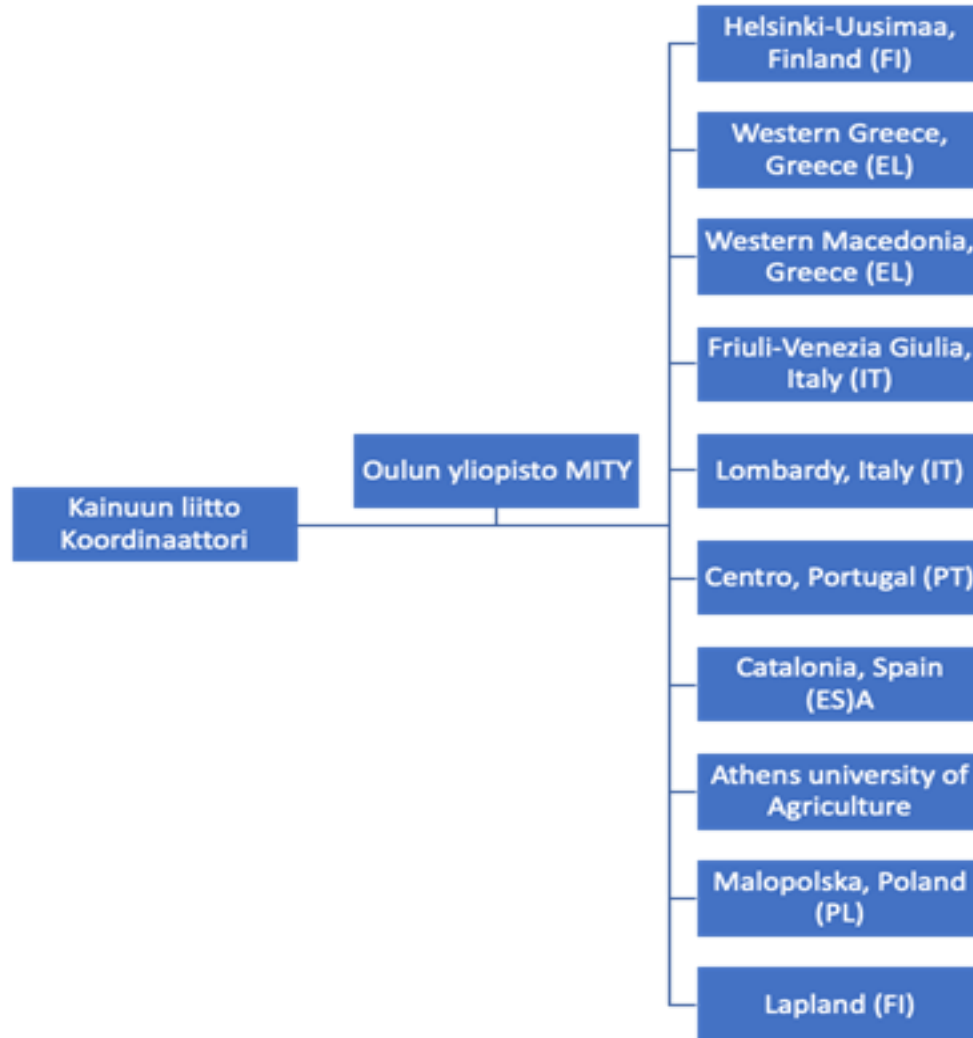 Helsinki-Uusimaa,
Finland (FI)
Western Greece,
Greece (EL)
Western Macedonia,
Greece (EL)
Friuli-Venezia Giulia,
Italy (IT)
Oulun yliopisto MITY
Lombardy, Italy (IT)
Kainuun liitto
Koordinaattori
Centro, Portugal (PT)
Catalonia, Spain
(ES)A
Athens university of
Agriculture
Malopolska, Poland
(PL)
Lapland (FI)